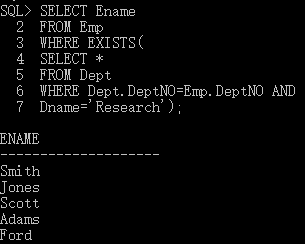 SQL> SELECT Ename
2 FROM Emp
3 WHERE EXISTS(
4 SELECT *
5 FROM Dept
6 WHERE Dept.DeptNO=Emp.DeptNO AND
7 Dname='Research');
ENAME
--------------------
Smith
Jones
Scott
Adams
Ford